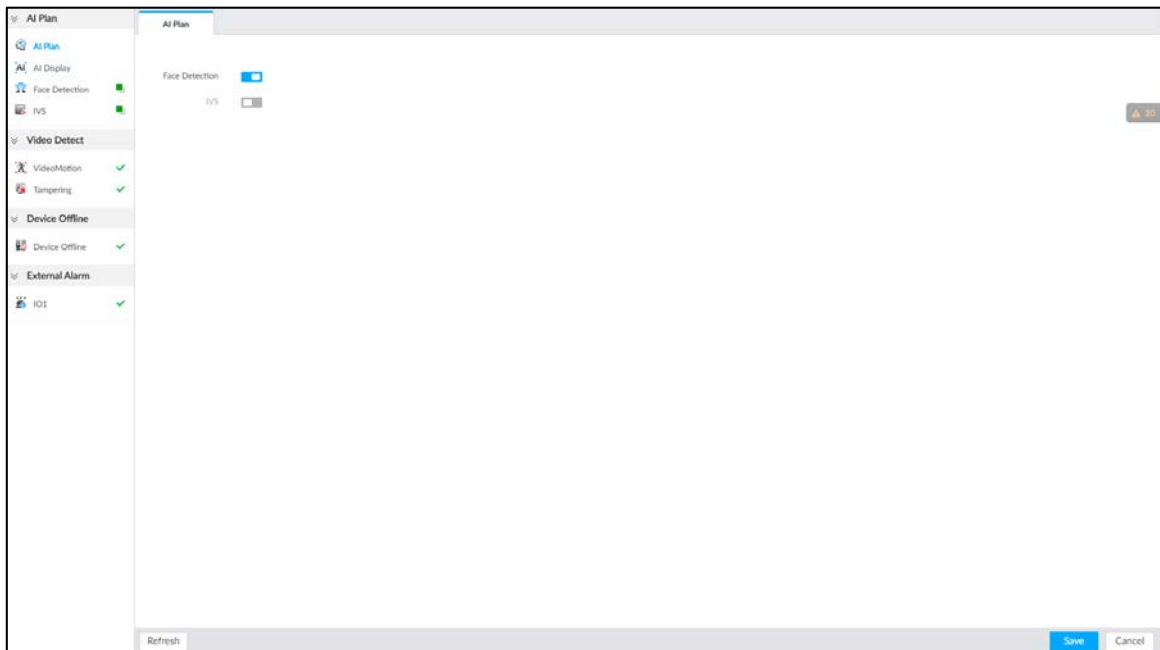 AI Plan
AI Plan
AI Plan
AI AI Display
Face Detection
IVS
Video Detect
VideoMotion
Tampering
Device Offline
Device Offline
External Alarm
IO1
Face Detection
IVS
Refresh
Save
Cancel